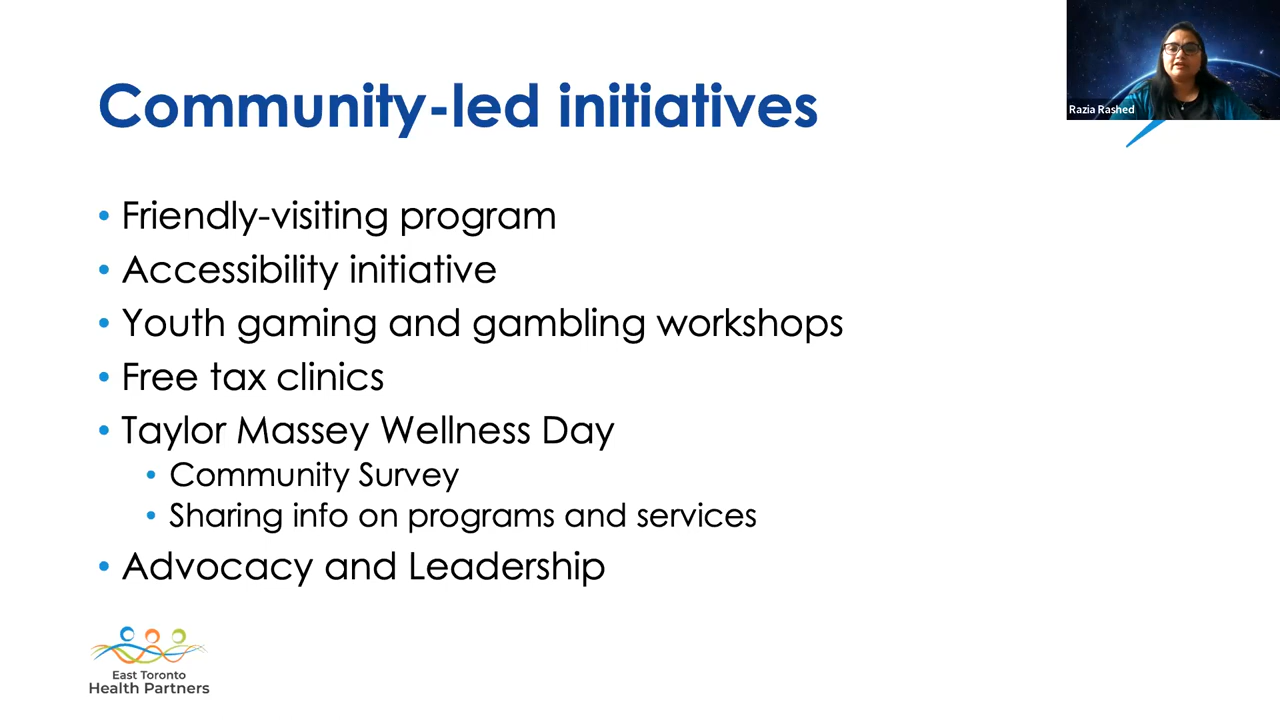 Community-led initiatives
Razia Rashed
• Friendly-visiting program
• Accessibility initiative
• Youth gaming and gambling workshops
• Free tax clinics
• Taylor Massey Wellness Day
• Community Survey
• Sharing info on programs and services
• Advocacy and Leadership
East Toronto
Health Partners